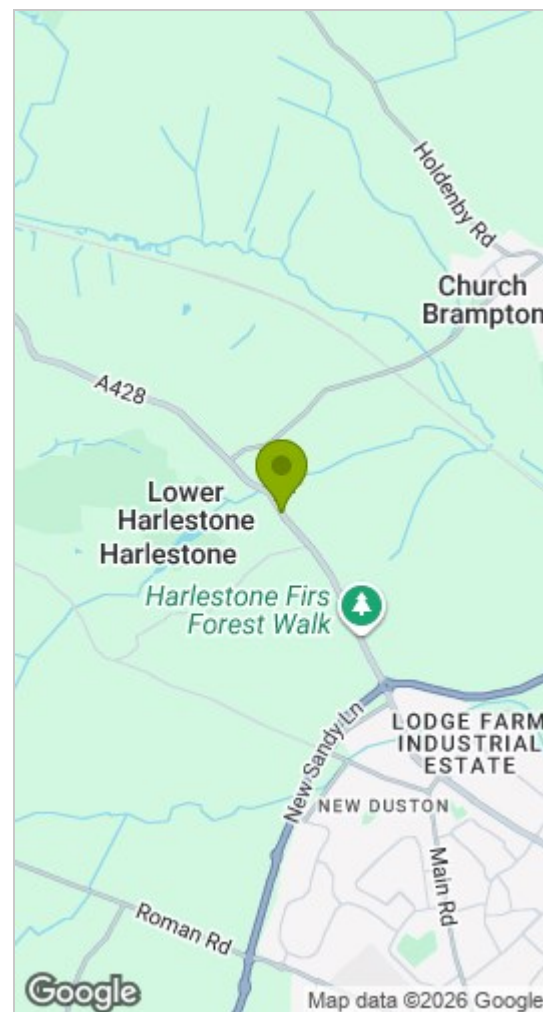 Holdenby Rd
Church
Brampton
A428
Lower
Harlestone
Harlestone
Harlestone Firs
Forest Walk
New Sandy Ln
LODGE FARM
INDUSTRIAL
ESTATE
NEW DUSTON
Main Rd
Roman Rd
Google
Map data ©2026 Google